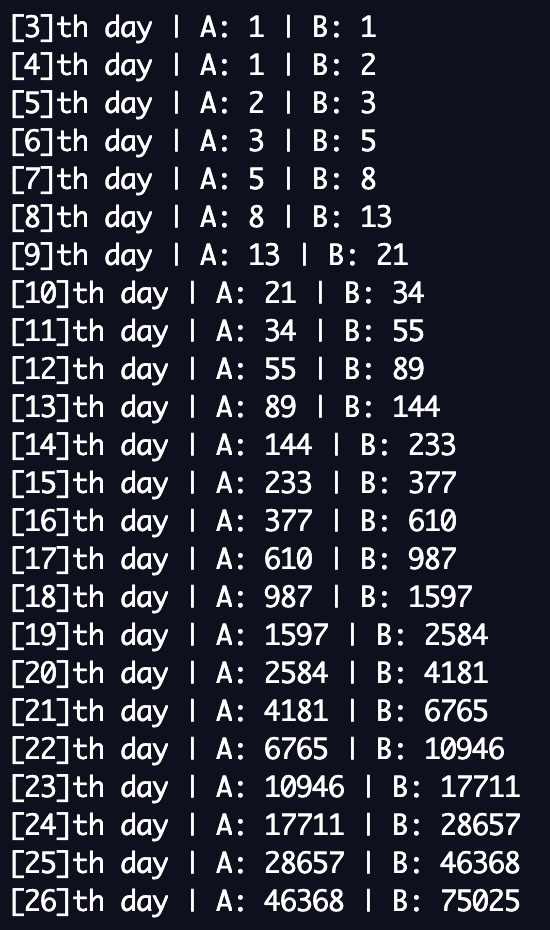 [3]th day | A: 1 | B: 1
[4]th day | A: 1 | B: 2
[5]th day | A: 2 | B: 3
[6]th day | A: 3 | B: 5
[7]th day | A: 5 | B: 8
[8]th day | A: 8 | B: 13
[9]th day | A: 13 | B: 21
[10]th day | A: 21 | B: 34
[11]th day | A: 34 | B: 55
[12]th day | A: 55 | B: 89
[13]th day | A: 89 | B: 144
[14]th day | A: 144 | B: 233
[15]th day | A: 233 | B: 377
[16]th day | A: 377 | B: 610
[17]th day | A: 610 | B: 987
[18]th day | A: 987 | B: 1597
[19]th day | A: 1597 | B: 2584
[20]th day | A: 2584 | B: 4181
[21]th day | A: 4181 | B: 6765
[22]th day | A: 6765 | B: 10946
[23]th day | A: 10946 | B: 17711
[24]th day | A: 17711 | B: 28657
[25]th day | A: 28657 | B: 46368
[26]th day | A: 46368 | B: 75025